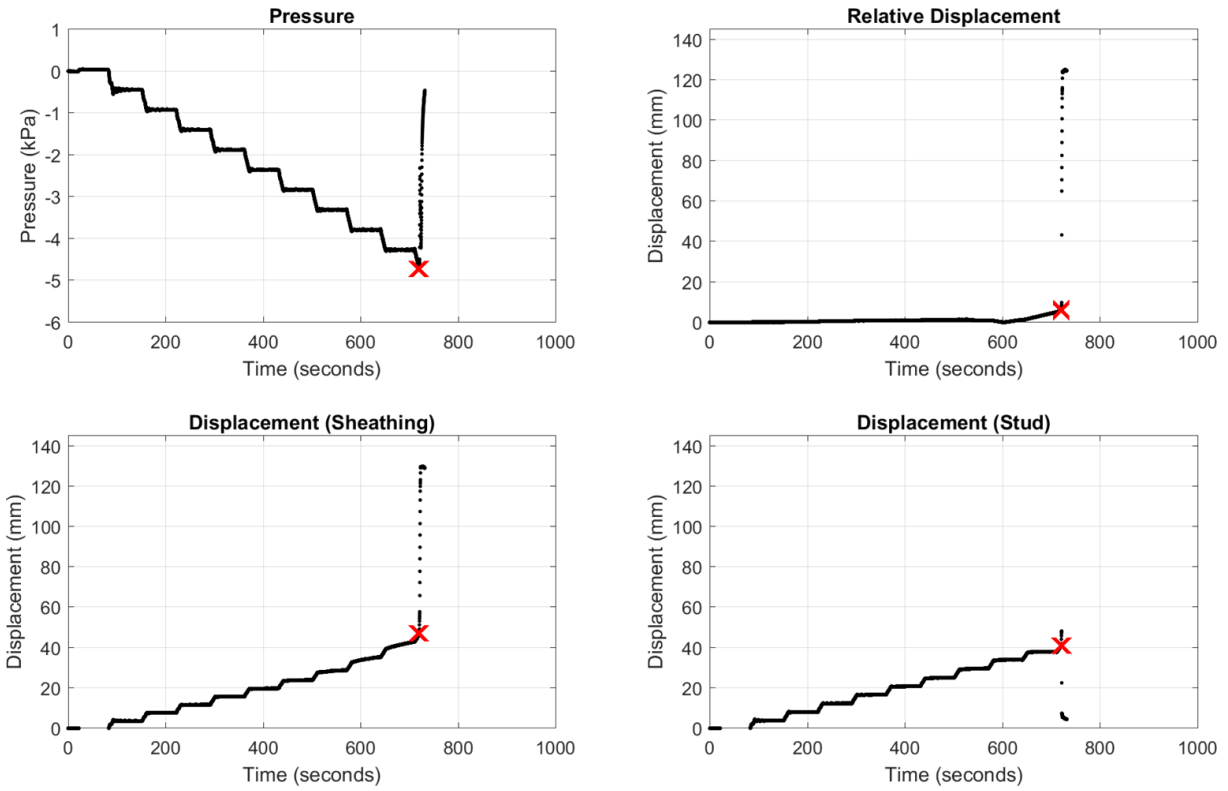 Pressure
1
0
-1
-2
-3
-4
-5
-6
Pressure (kPa)
0 200 400 600 800 1000
Time (seconds)
Relative Displacement
140
120
100
80
60
40
20
0
Displacement (mm)
0 200 400 600 800 1000
Time (seconds)
Displacement (Sheathing)
140
120
100
80
60
40
20
0
Displacement (mm)
0 200 400 600 800 1000
Time (seconds)
Displacement (Stud)
140
120
100
80
60
40
20
0
Displacement (mm)
0 200 400 600 800 1000
Time (seconds)